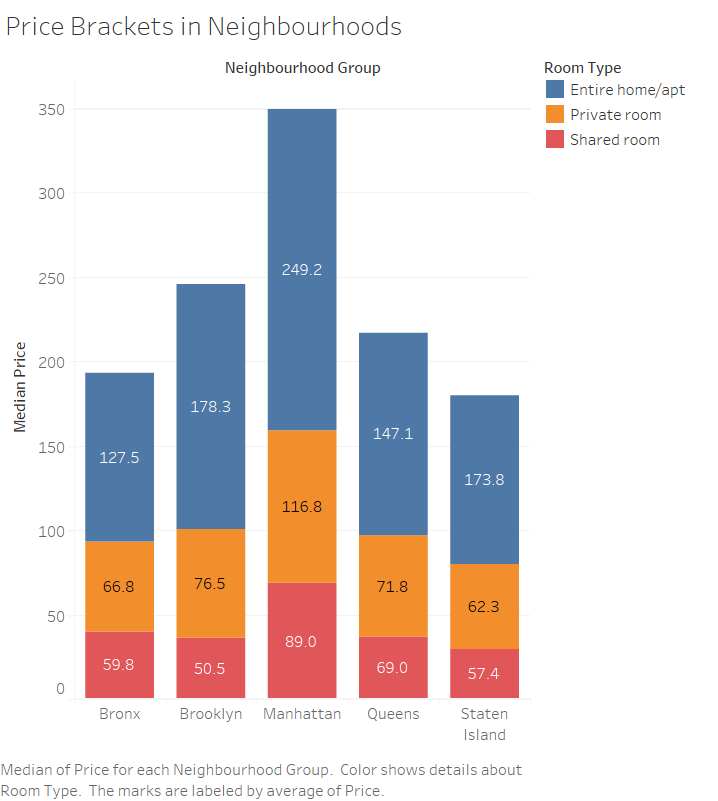 Price Brackets in Neighbourhoods
Neighbourhood Group
Room Type
Entire home/apt
Private room
Shared room
Median Price
350
300
250
200
150
100
50
0
127.5
66.8
59.8
178.3
76.5
50.5
249.2
116.8
89.0
147.1
71.8
69.0
173.8
62.3
57.4
Bronx
Brooklyn
Manhattan
Queens
Staten
Island
Median of Price for each Neighbourhood Group.  Color shows details about
Room Type.  The marks are labeled by average of Price.